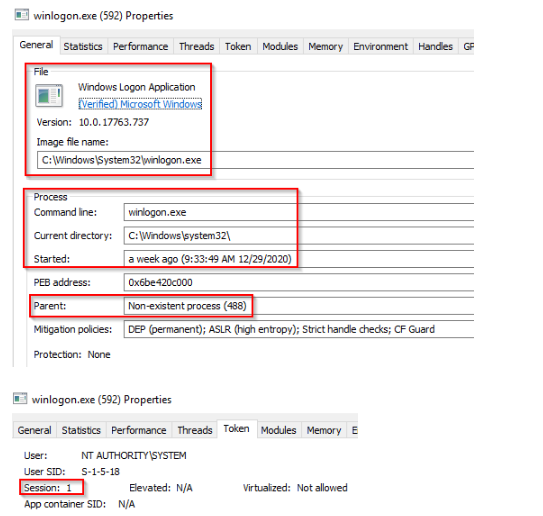 winlogon.exe (592) Properties
General Statistics Performance Threads Token Modules Memory Environment Handles GP
File
Windows Logon Application
(Verified) Microsoft Windows
Version: 10.0.17763.737
Image file name:
C:\Windows\System32\winlogon.exe
Process
Command line: winlogon.exe
Current directory: C:\Windows\system32\
Started: a week ago (9:33:49 AM 12/29/2020)
PEB address: 0x6be420c000
Parent: Non-existent process (488)
Mitigation policies: DEP (permanent); ASLR (high entropy); Strict handle checks; CF Guard
Protection: None
winlogon.exe (592) Properties
General Statistics Performance Threads Token Modules Memory E
User: NT AUTHORITY\SYSTEM
User SID: S-1-5-18
Session: 1 Elevated: N/A Virtualized: Not allowed
App container SID: N/A